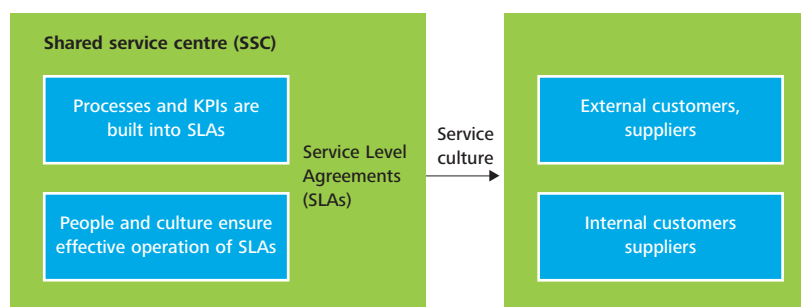 Shared service centre (SSC)
Processes and KPIs are
built into SLAs
People and culture ensure
effective operation of SLAs
Service Level
Agreements
(SLAs)
Service
culture
External customers,
suppliers
Internal customers
suppliers